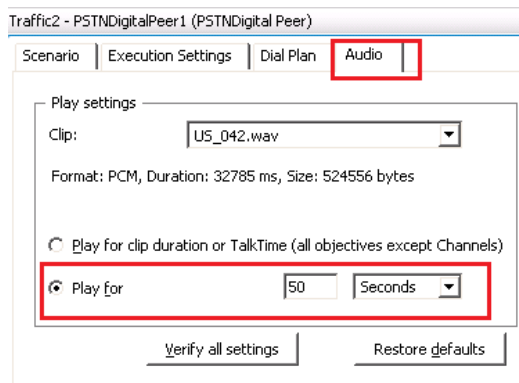 Traffic2 - PSTNDigitalPeer1 (PSTNDigital Peer)
Scenario Execution Settings Dial Plan Audio
Play settings
Clip: US_042.wav
Format: PCM, Duration: 32785 ms, Size: 524556 bytes
Play for clip duration or TalkTime (all objectives except Channels)
Play for 50 Seconds
Verify all settings Restore defaults